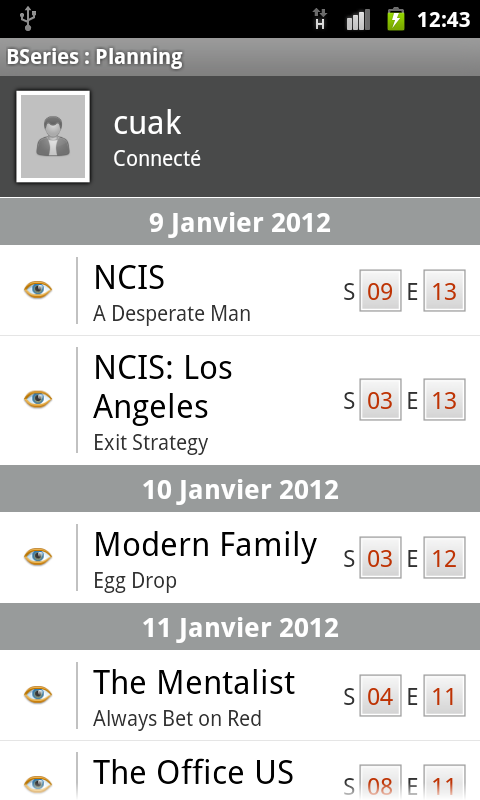 H 12:43
BSeries : Planning
cuak
Connecté
9 Janvier 2012
NCIS
A Desperate Man
S 09 E 13
NCIS: Los
Angeles
Exit Strategy
S 03 E 13
10 Janvier 2012
Modern Family
Egg Drop
S 03 E 12
11 Janvier 2012
The Mentalist
Always Bet on Red
S 04 E 11
The Office US
S 08 E 11